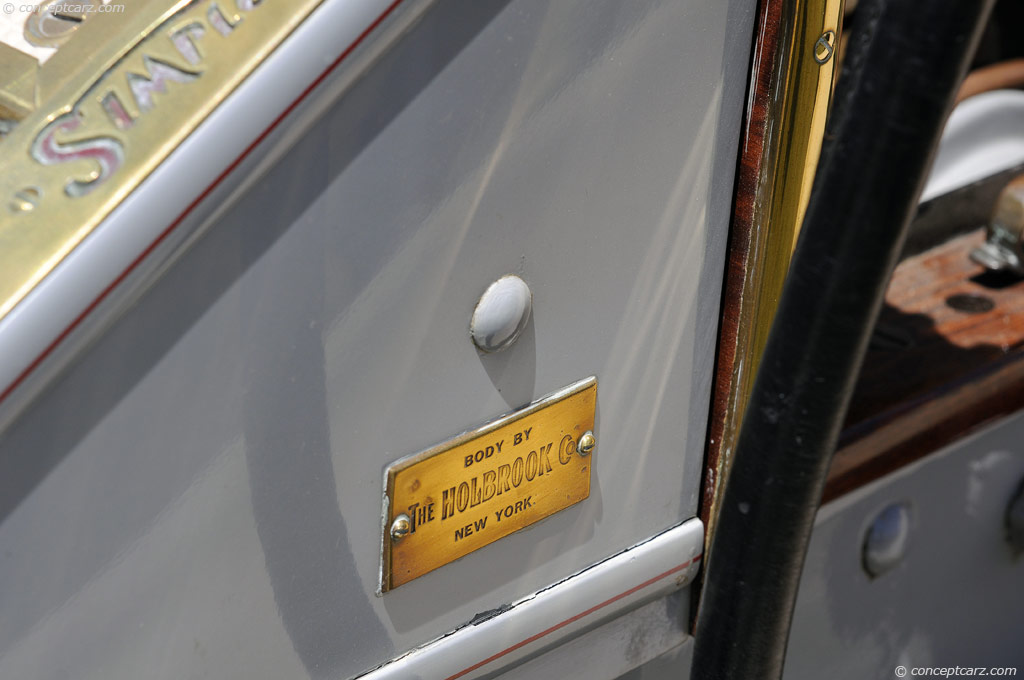 © conceptcarz.com
SIMPLE
BODY BY
THE HOLBROOK Co
NEW YORK.
© conceptcarz.com